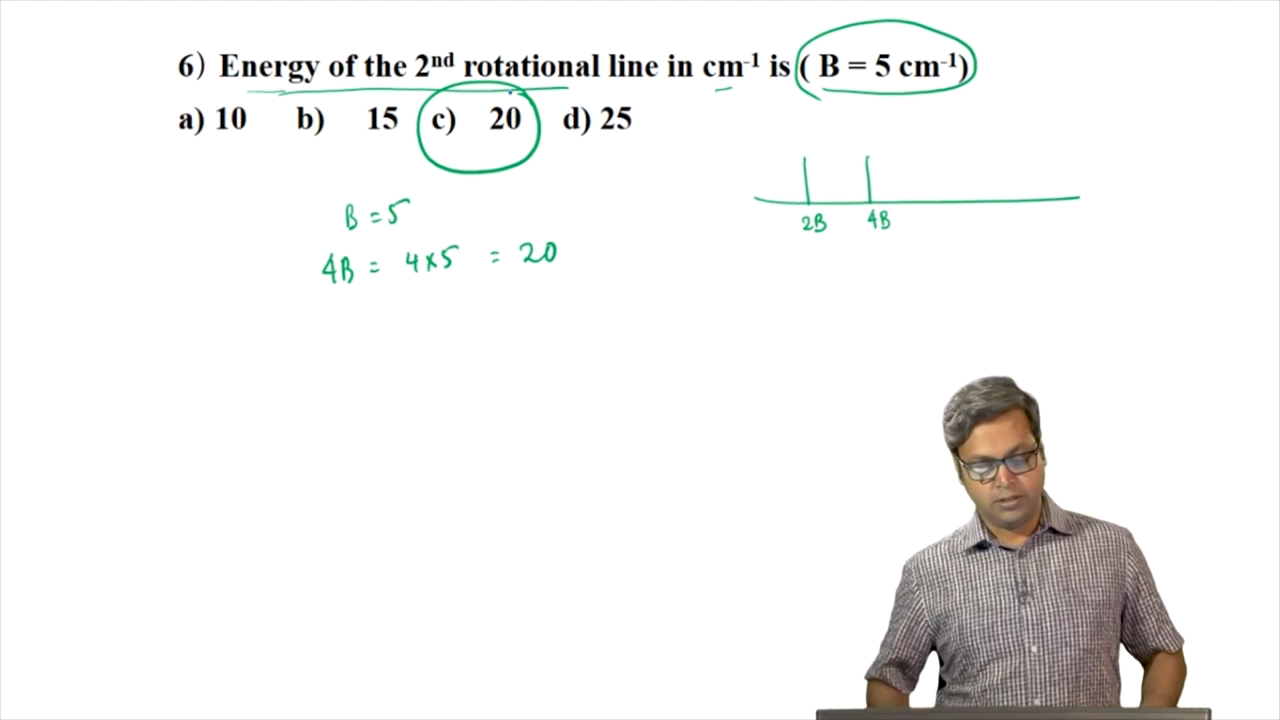 6) Energy of the 2nd rotational line in cm-1 is ( B = 5 cm-1)
a) 10 b) 15 c) 20 d) 25
2B 4B
B = 5
4B = 4×5 = 20